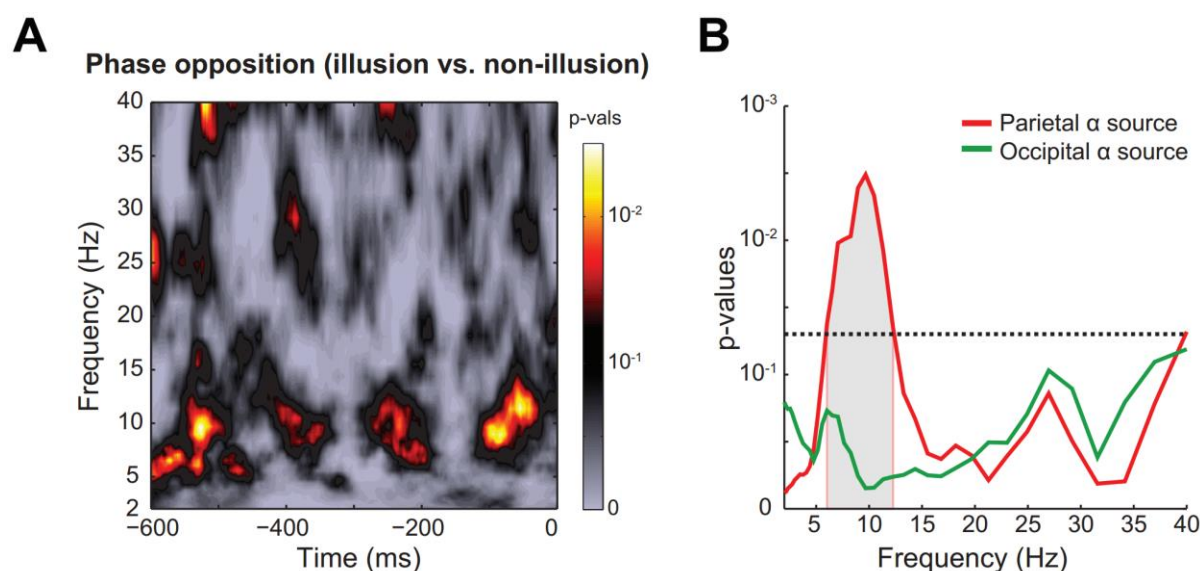 A
Phase opposition (illusion vs. non-illusion)
p-vals
40
35
30
25
20
15
10
5
2
Frequency (Hz)
−600
−400
−200
0
Time (ms)
10-2
10-1
0
B
10-3
10-2
10-1
0
p-values
Parietal α source
Occipital α source
5
10
15
20
25
30
35
40
Frequency (Hz)